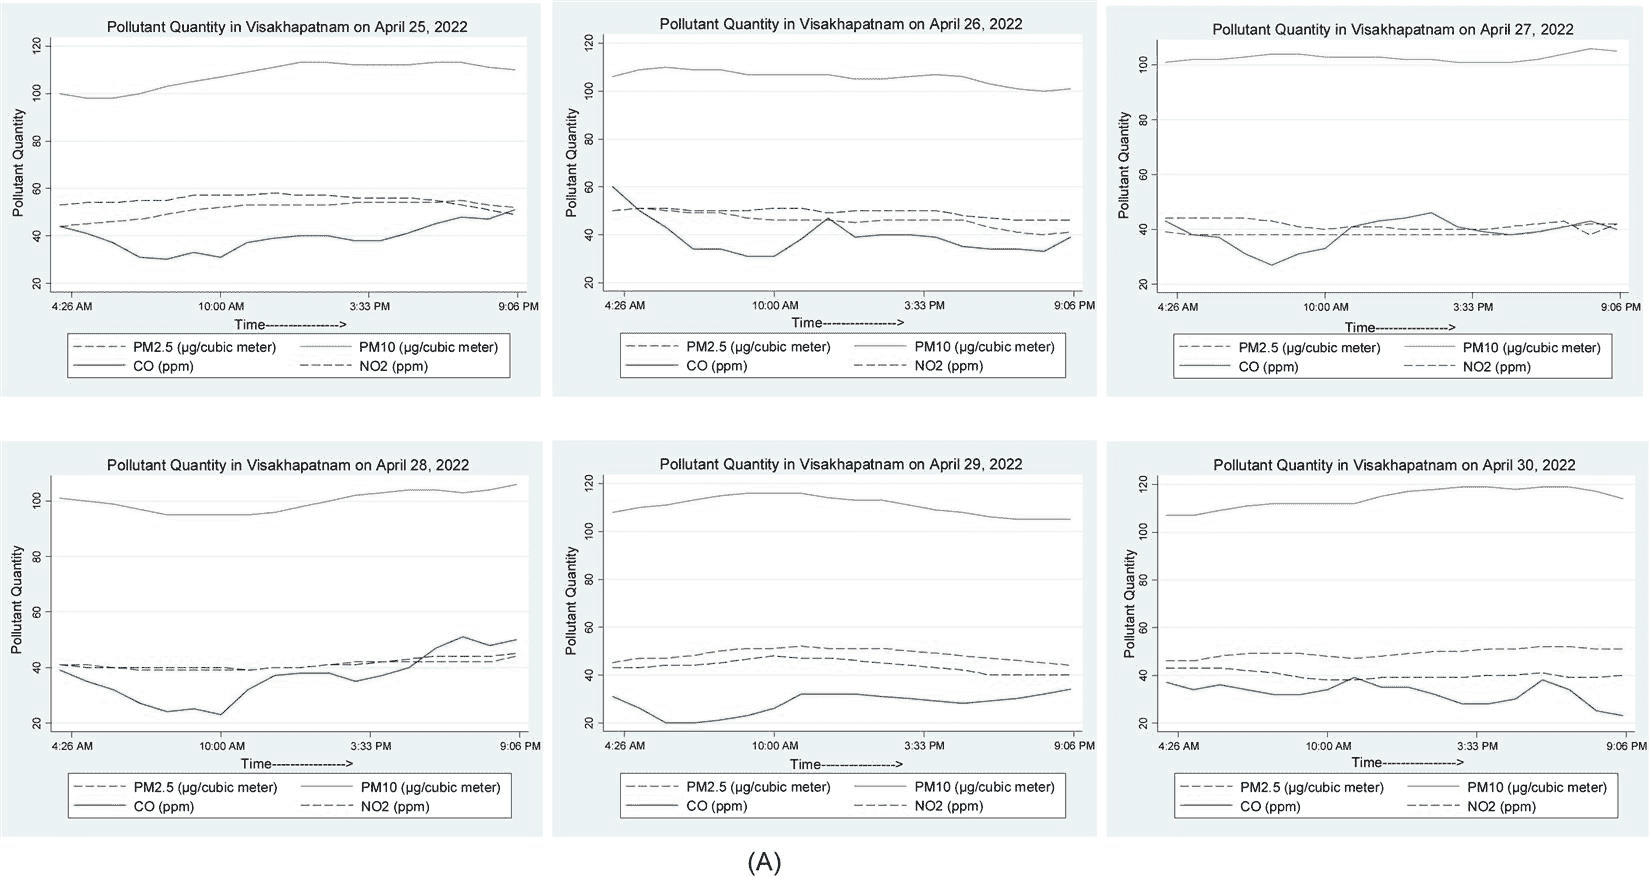 Pollutant Quantity in Visakhapatnam on April 25, 2022
Pollutant Quantity
120
100
80
60
40
20
4:26 AM 10:00 AM 3:33 PM 9:06 PM
Time---------------->
PM2.5 (µg/cubic meter) PM10 (µg/cubic meter)
CO (ppm) NO2 (ppm)
Pollutant Quantity in Visakhapatnam on April 26, 2022
Pollutant Quantity
120
100
80
60
40
20
4:26 AM 10:00 AM 3:33 PM 9:06 PM
Time---------------->
PM2.5 (µg/cubic meter) PM10 (µg/cubic meter)
CO (ppm) NO2 (ppm)
Pollutant Quantity in Visakhapatnam on April 27, 2022
Pollutant Quantity
100
80
60
40
20
4:26 AM 10:00 AM 3:33 PM 9:06 PM
Time---------------->
PM2.5 (µg/cubic meter) PM10 (µg/cubic meter)
CO (ppm) NO2 (ppm)
Pollutant Quantity in Visakhapatnam on April 28, 2022
Pollutant Quantity
100
80
60
40
20
4:26 AM 10:00 AM 3:33 PM 9:06 PM
Time---------------->
PM2.5 (µg/cubic meter) PM10 (µg/cubic meter)
CO (ppm) NO2 (ppm)
Pollutant Quantity in Visakhapatnam on April 29, 2022
Pollutant Quantity
120
100
80
60
40
20
4:26 AM 10:00 AM 3:33 PM 9:06 PM
Time---------------->
PM2.5 (µg/cubic meter) PM10 (µg/cubic meter)
CO (ppm) NO2 (ppm)
Pollutant Quantity in Visakhapatnam on April 30, 2022
Pollutant Quantity
120
100
80
60
40
20
4:26 AM 10:00 AM 3:33 PM 9:06 PM
Time---------------->
PM2.5 (µg/cubic meter) PM10 (µg/cubic meter)
CO (ppm) NO2 (ppm)
(A)